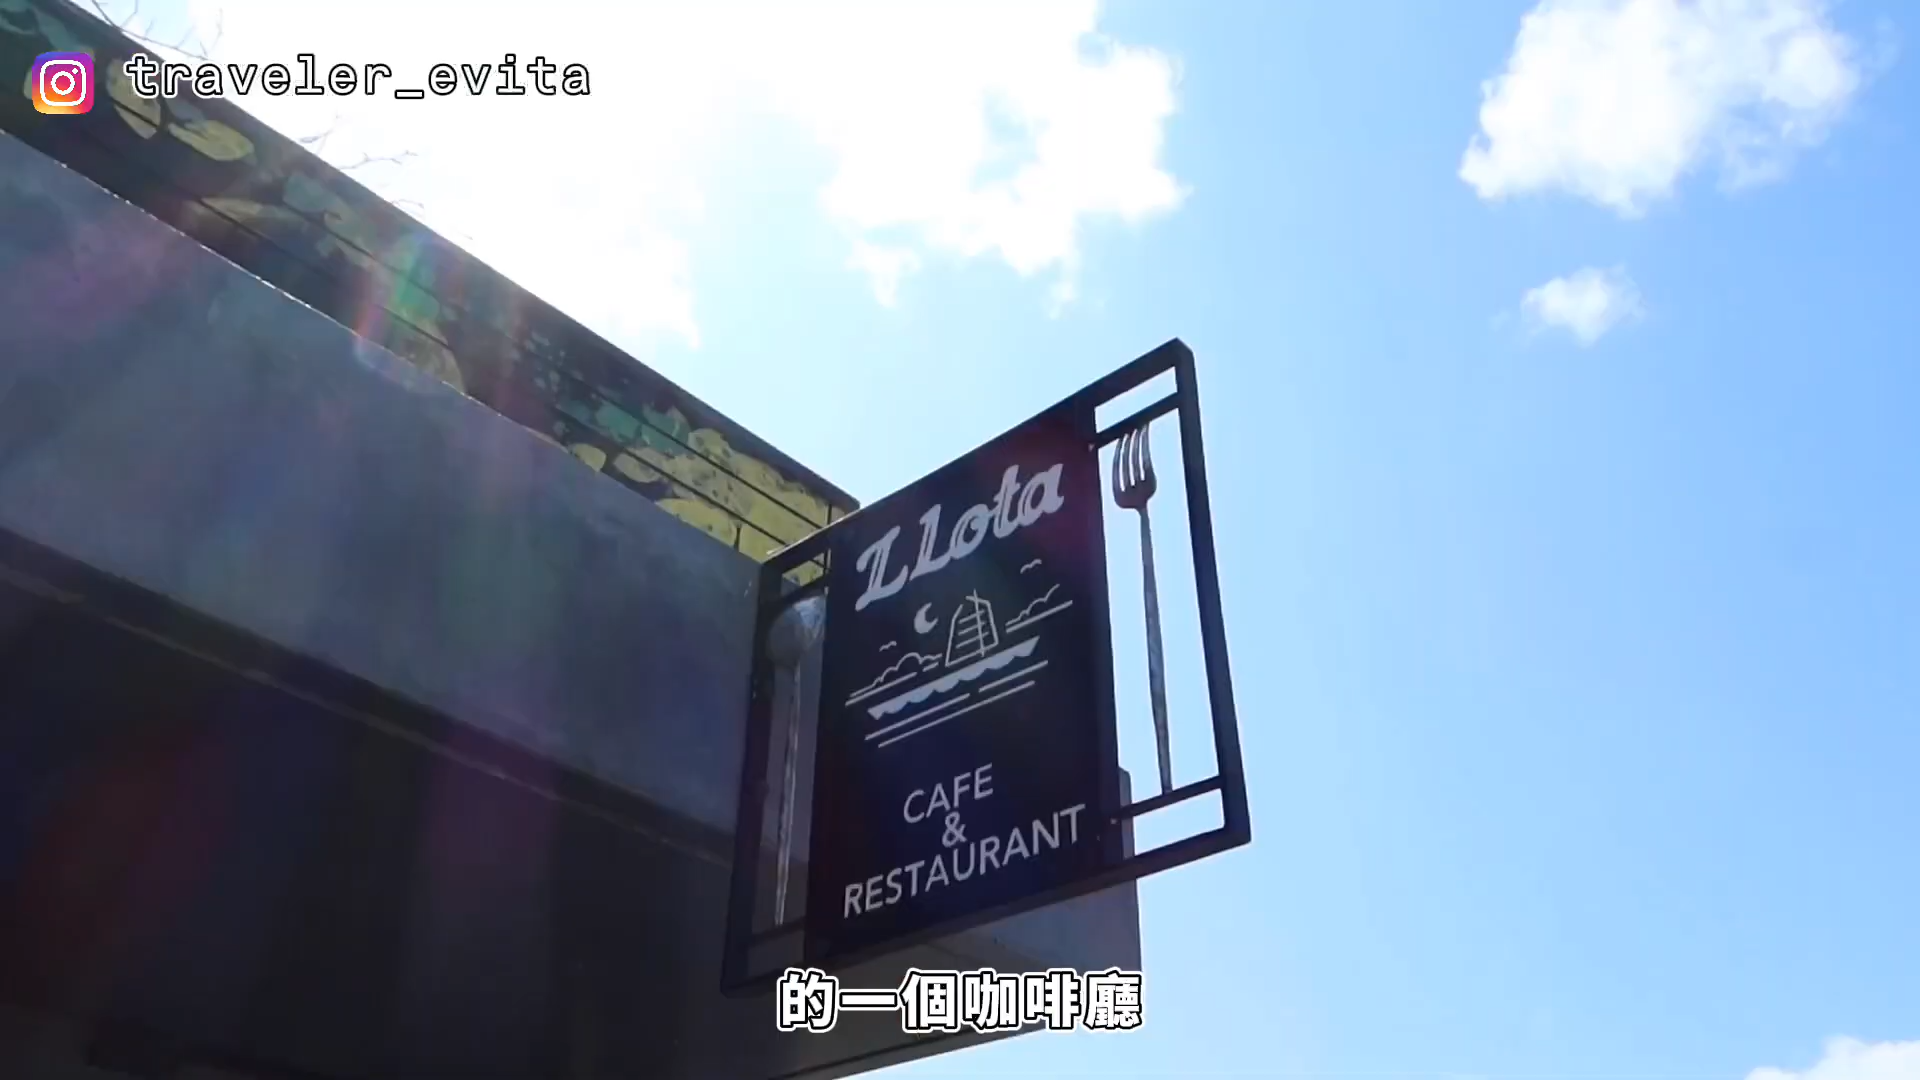 traveler_evita
Llota
CAFE
&
RESTAURANT
的一個咖啡廳